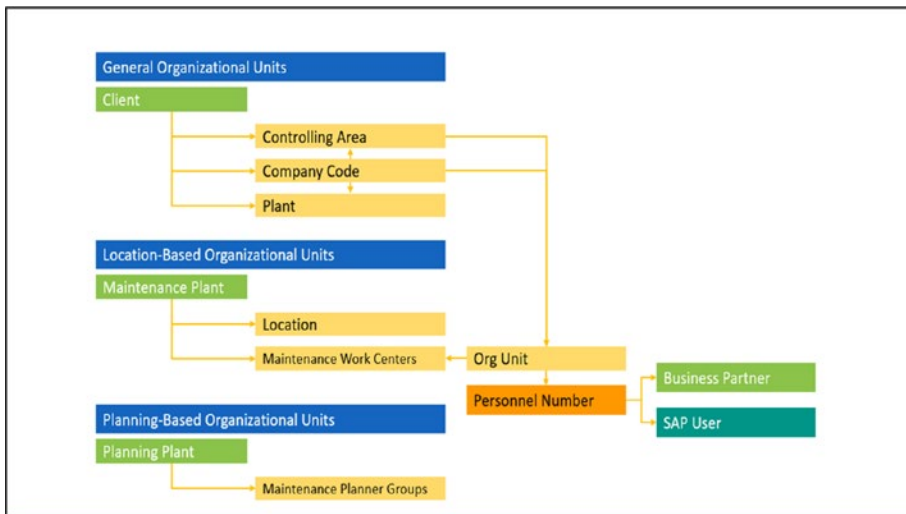 General Organizational Units
Client
Controlling Area
Company Code
Plant
Location-Based Organizational Units
Maintenance Plant
Location
Maintenance Work Centers
Org Unit
Personnel Number
Business Partner
SAP User
Planning-Based Organizational Units
Planning Plant
Maintenance Planner Groups